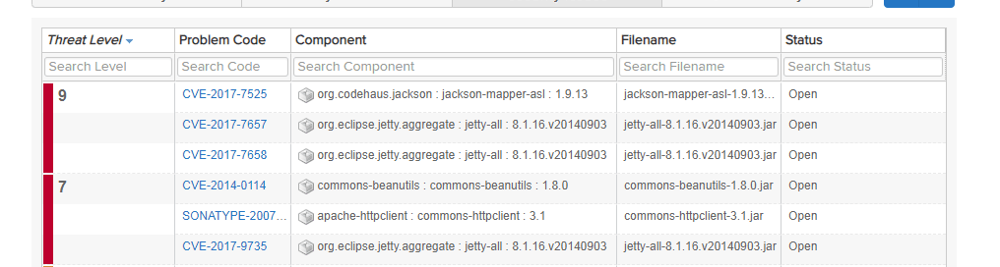 Threat Level Problem Code Component Filename Status
Search Level Search Code Search Component Search Filename Search Status
9 CVE-2017-7525 org.codehaus.jackson : jackson-mapper-asl : 1.9.13 jackson-mapper-asl-1.9.13... Open
CVE-2017-7657 org.eclipse.jetty.aggregate : jetty-all : 8.1.16.v20140903 jetty-all-8.1.16.v20140903.jar Open
CVE-2017-7658 org.eclipse.jetty.aggregate : jetty-all : 8.1.16.v20140903 jetty-all-8.1.16.v20140903.jar Open
7 CVE-2014-0114 commons-beanutils : commons-beanutils : 1.8.0 commons-beanutils-1.8.0.jar Open
SONATYPE-2007... apache-httpclient : commons-httpclient : 3.1 commons-httpclient-3.1.jar Open
CVE-2017-9735 org.eclipse.jetty.aggregate : jetty-all : 8.1.16.v20140903 jetty-all-8.1.16.v20140903.jar Open